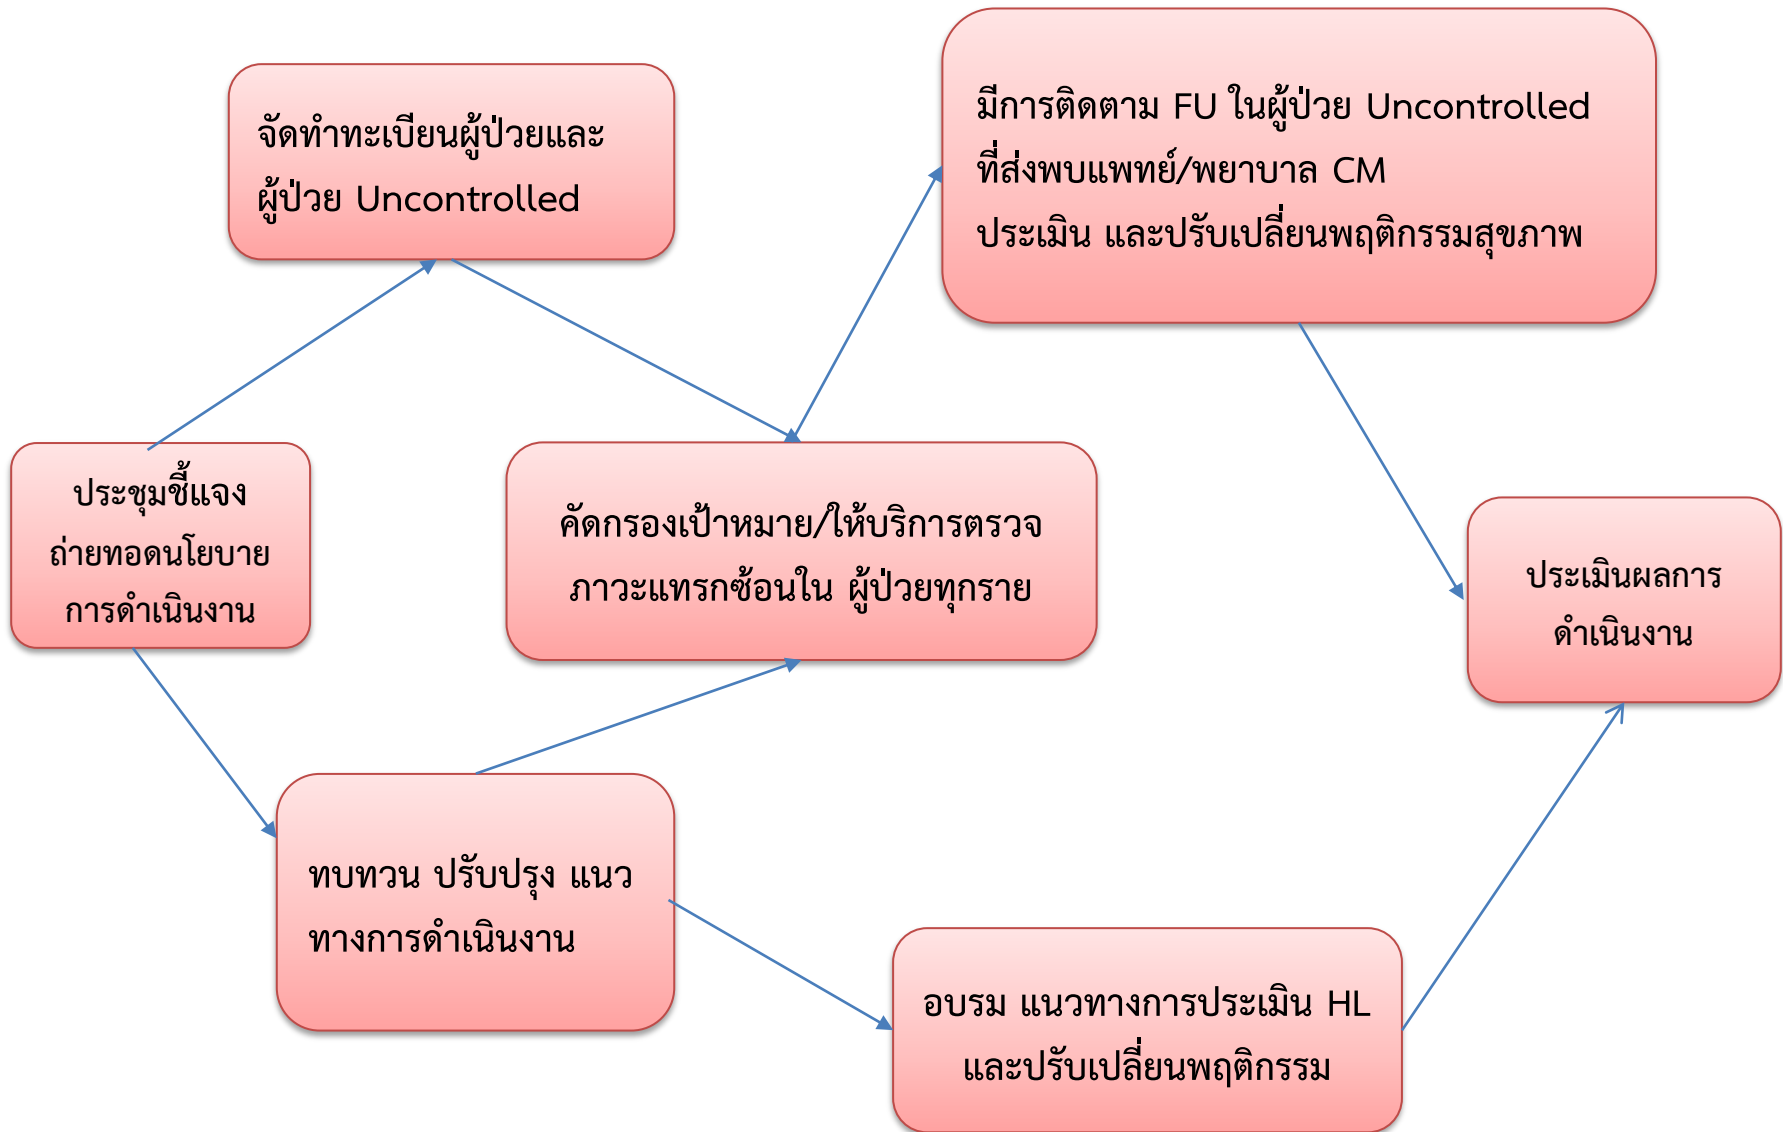 จัดทำทะเบียนผู้ป่วยและ
ผู้ป่วย Uncontrolled
มีการติดตาม FU ในผู้ป่วย Uncontrolled
ที่ส่งพบแพทย์/พยาบาล CM
ประเมิน และปรับเปลี่ยนพฤติกรรมสุขภาพ
ประชุมชี้แจง
ถ่ายทอดนโยบาย
การดำเนินงาน
คัดกรองเป้าหมาย/ให้บริการตรวจ
ภาวะแทรกซ้อนใน ผู้ป่วยทุกราย
ประเมินผลการ
ดำเนินงาน
ทบทวน ปรับปรุง แนว
ทางการดำเนินงาน
อบรม แนวทางการประเมิน HL
และปรับเปลี่ยนพฤติกรรม